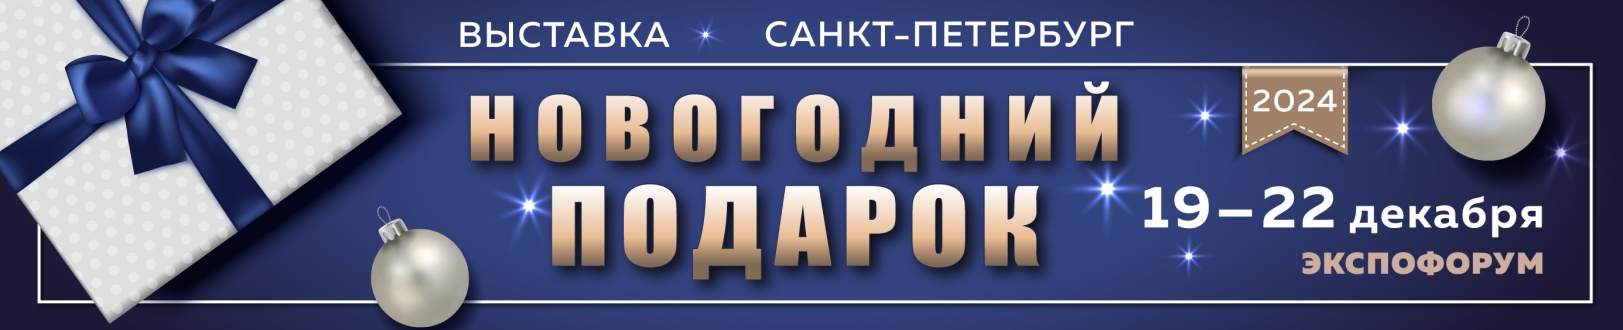 ВЫСТАВКА САНКТ-ПЕТЕРБУРГ
НОВОГОДНИЙ
ПОДАРОК
2024
19–22 декабря
ЭКСПОФОРУМ